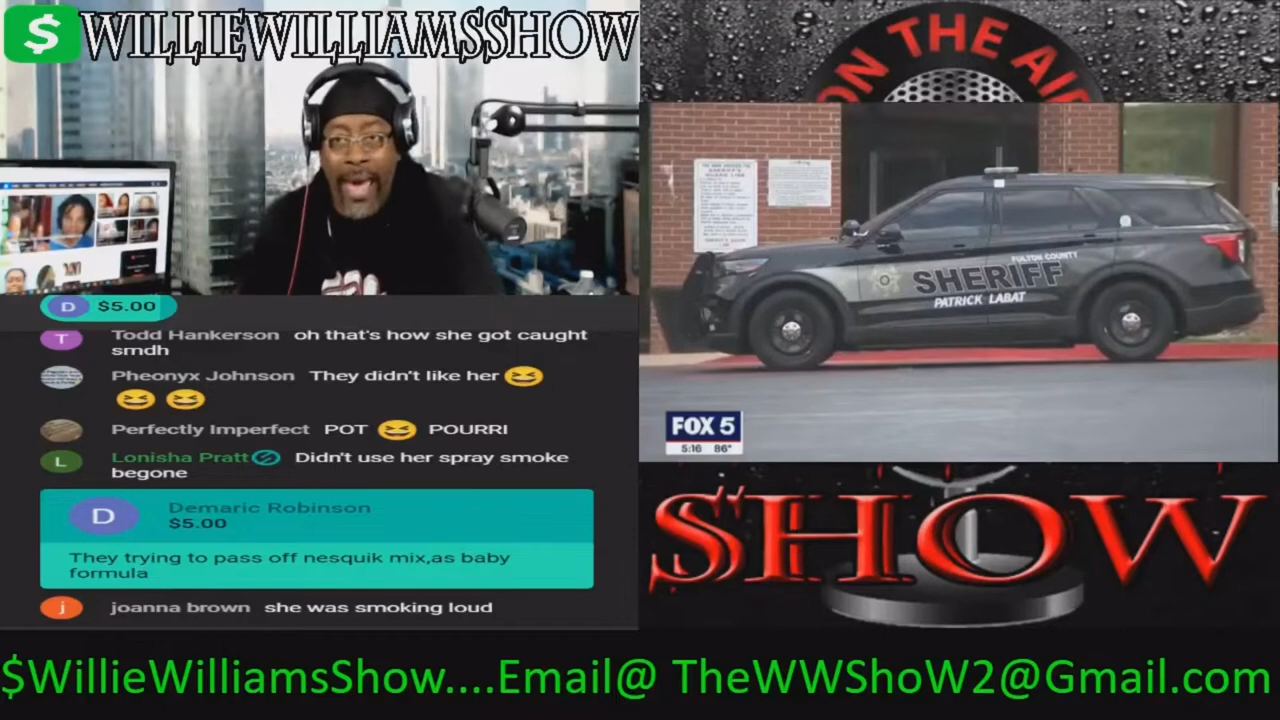 $ WILLIEWILLIAMSSHOW
ON THE AIR
D $5.00
T Todd Hankerson oh that's how she got caught
smdh
Pheonyx Johnson They didn't like her 😆
😆 😆
Perfectly Imperfect POT 😆 POURRI
L Lonisha Pratt Didn't use her spray smoke
begone
D Demaric Robinson
$5.00
They trying to pass off nesquik mix,as baby
formula
j joanna brown she was smoking loud
FULTON COUNTY
SHERIFF
PATRICK LABAT
FOX 5
5:16 86°
SHOW
$WillieWilliamsShow....Email@ TheWWShoW2@Gmail.com